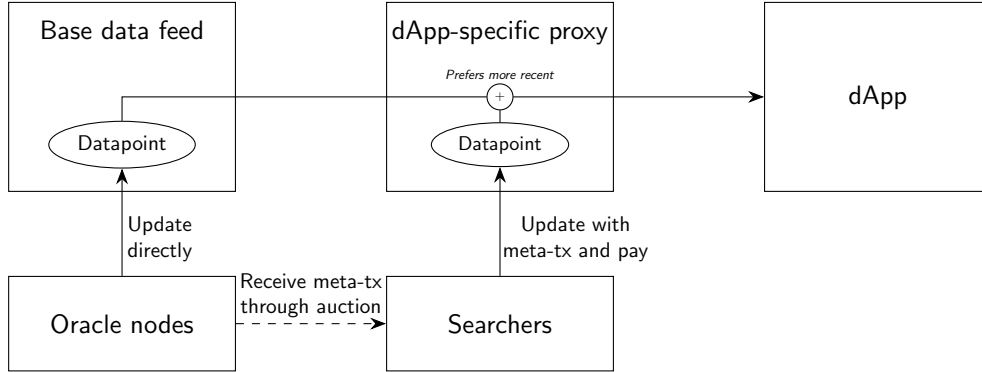 Base data feed
dApp-specific proxy
Prefers more recent
+
dApp
Datapoint
Datapoint
Update
directly
Update with
meta-tx and pay
Receive meta-tx
through auction
Oracle nodes
Searchers